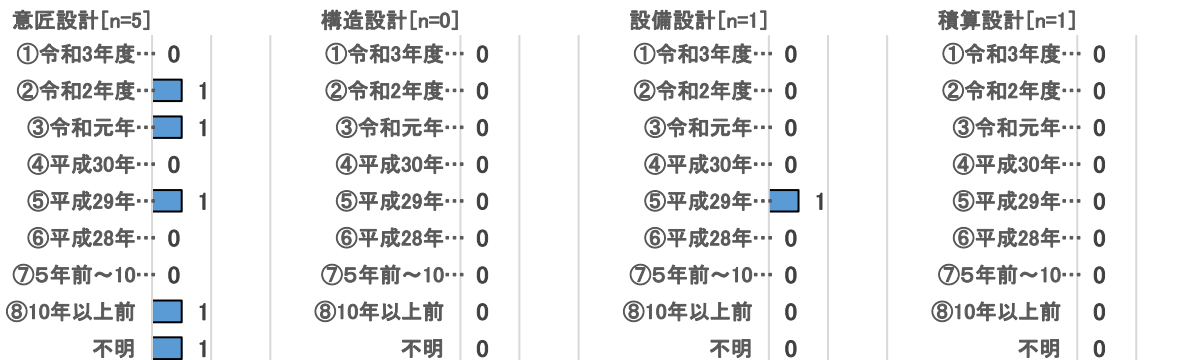 意匠設計[n=5]
①令和3年度… 0
②令和2年度… 1
③令和元年… 1
④平成30年… 0
⑤平成29年… 1
⑥平成28年… 0
⑦5年前～10… 0
⑧10年以上前 1
不明 1
構造設計[n=0]
①令和3年度… 0
②令和2年度… 0
③令和元年… 0
④平成30年… 0
⑤平成29年… 0
⑥平成28年… 0
⑦5年前～10… 0
⑧10年以上前 0
不明 0
設備設計[n=1]
①令和3年度… 0
②令和2年度… 0
③令和元年… 0
④平成30年… 0
⑤平成29年… 1
⑥平成28年… 0
⑦5年前～10… 0
⑧10年以上前 0
不明 0
積算設計[n=1]
①令和3年度… 0
②令和2年度… 0
③令和元年… 0
④平成30年… 0
⑤平成29年… 0
⑥平成28年… 0
⑦5年前～10… 0
⑧10年以上前 0
不明 0